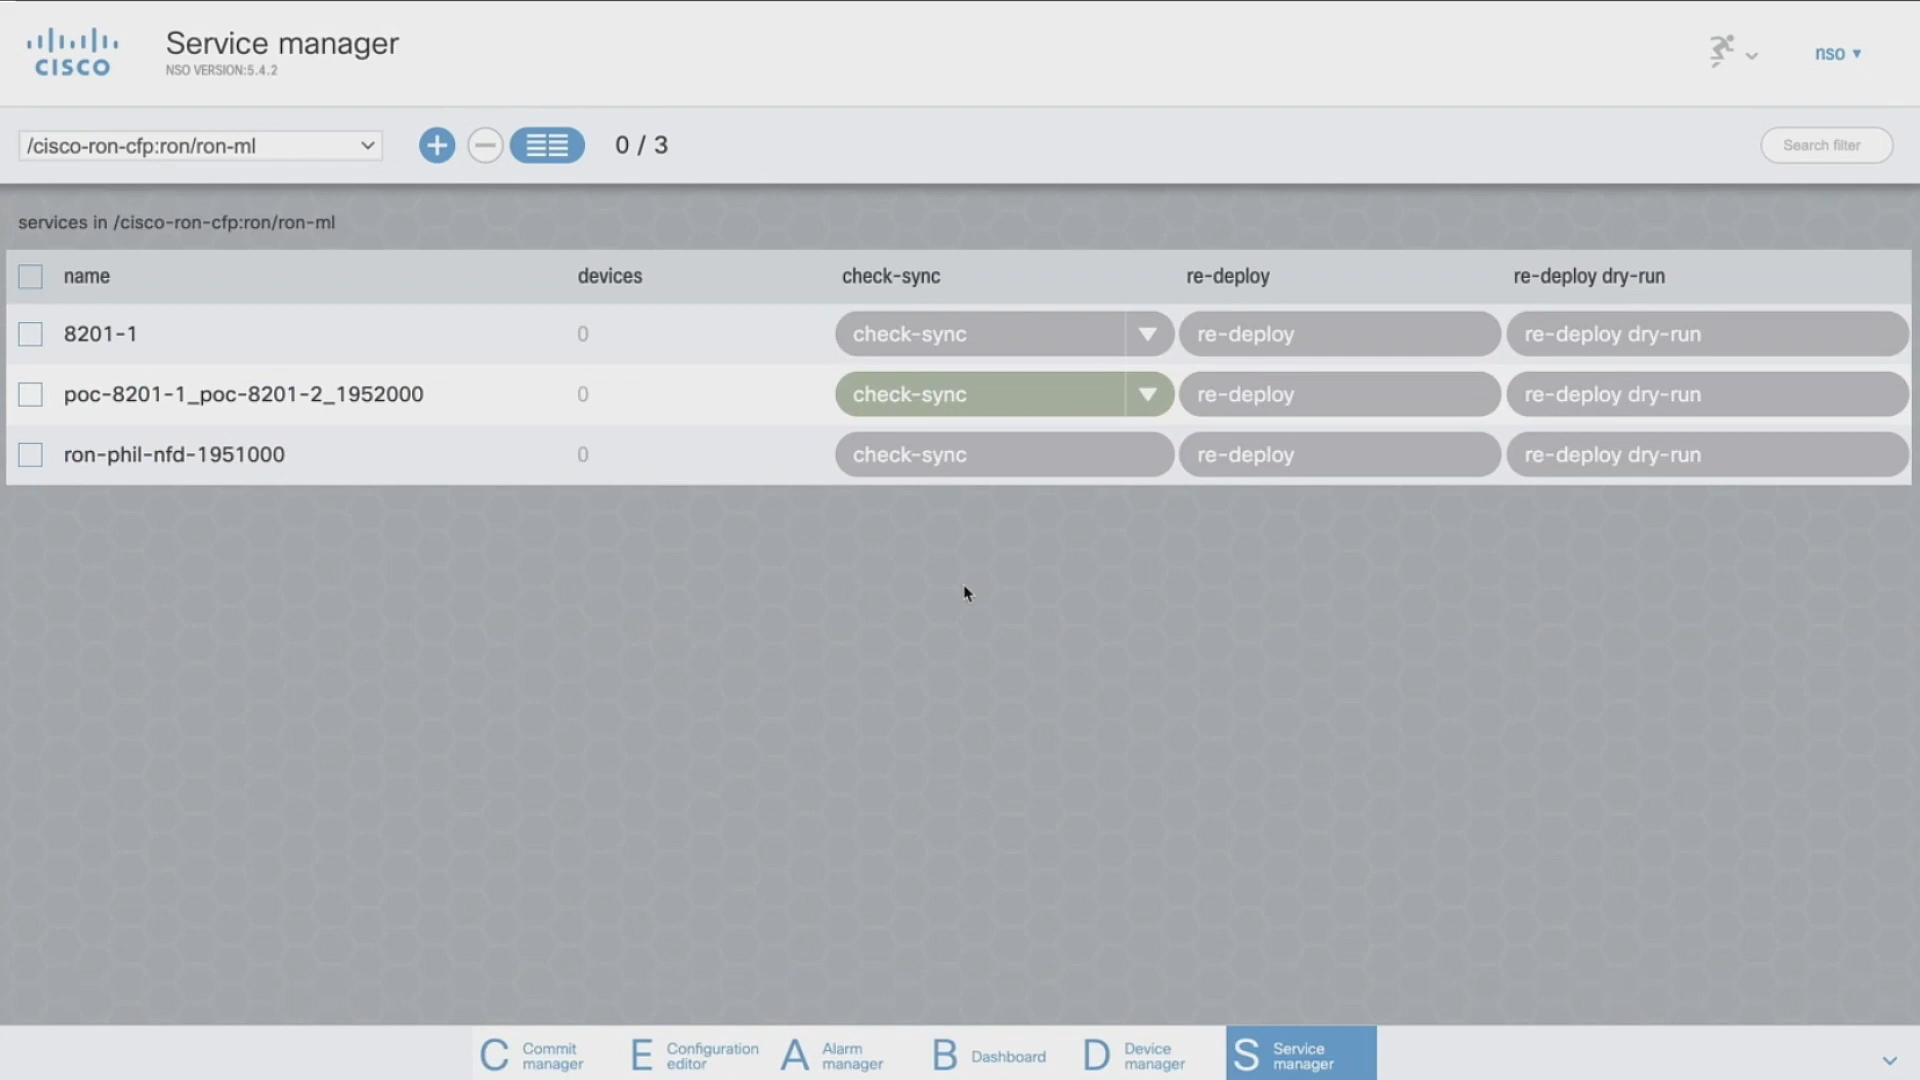 CISCO
Service manager
NSO VERSION:5.4.2
nso
/cisco-ron-cfp:ron/ron-ml
0 / 3
Search filter
services in /cisco-ron-cfp:ron/ron-ml
name devices check-sync re-deploy re-deploy dry-run
8201-1 0 check-sync re-deploy re-deploy dry-run
poc-8201-1_poc-8201-2_1952000 0 check-sync re-deploy re-deploy dry-run
ron-phil-nfd-1951000 0 check-sync re-deploy re-deploy dry-run
C Commit manager
E Configuration editor
A Alarm manager
B Dashboard
D Device manager
S Service manager